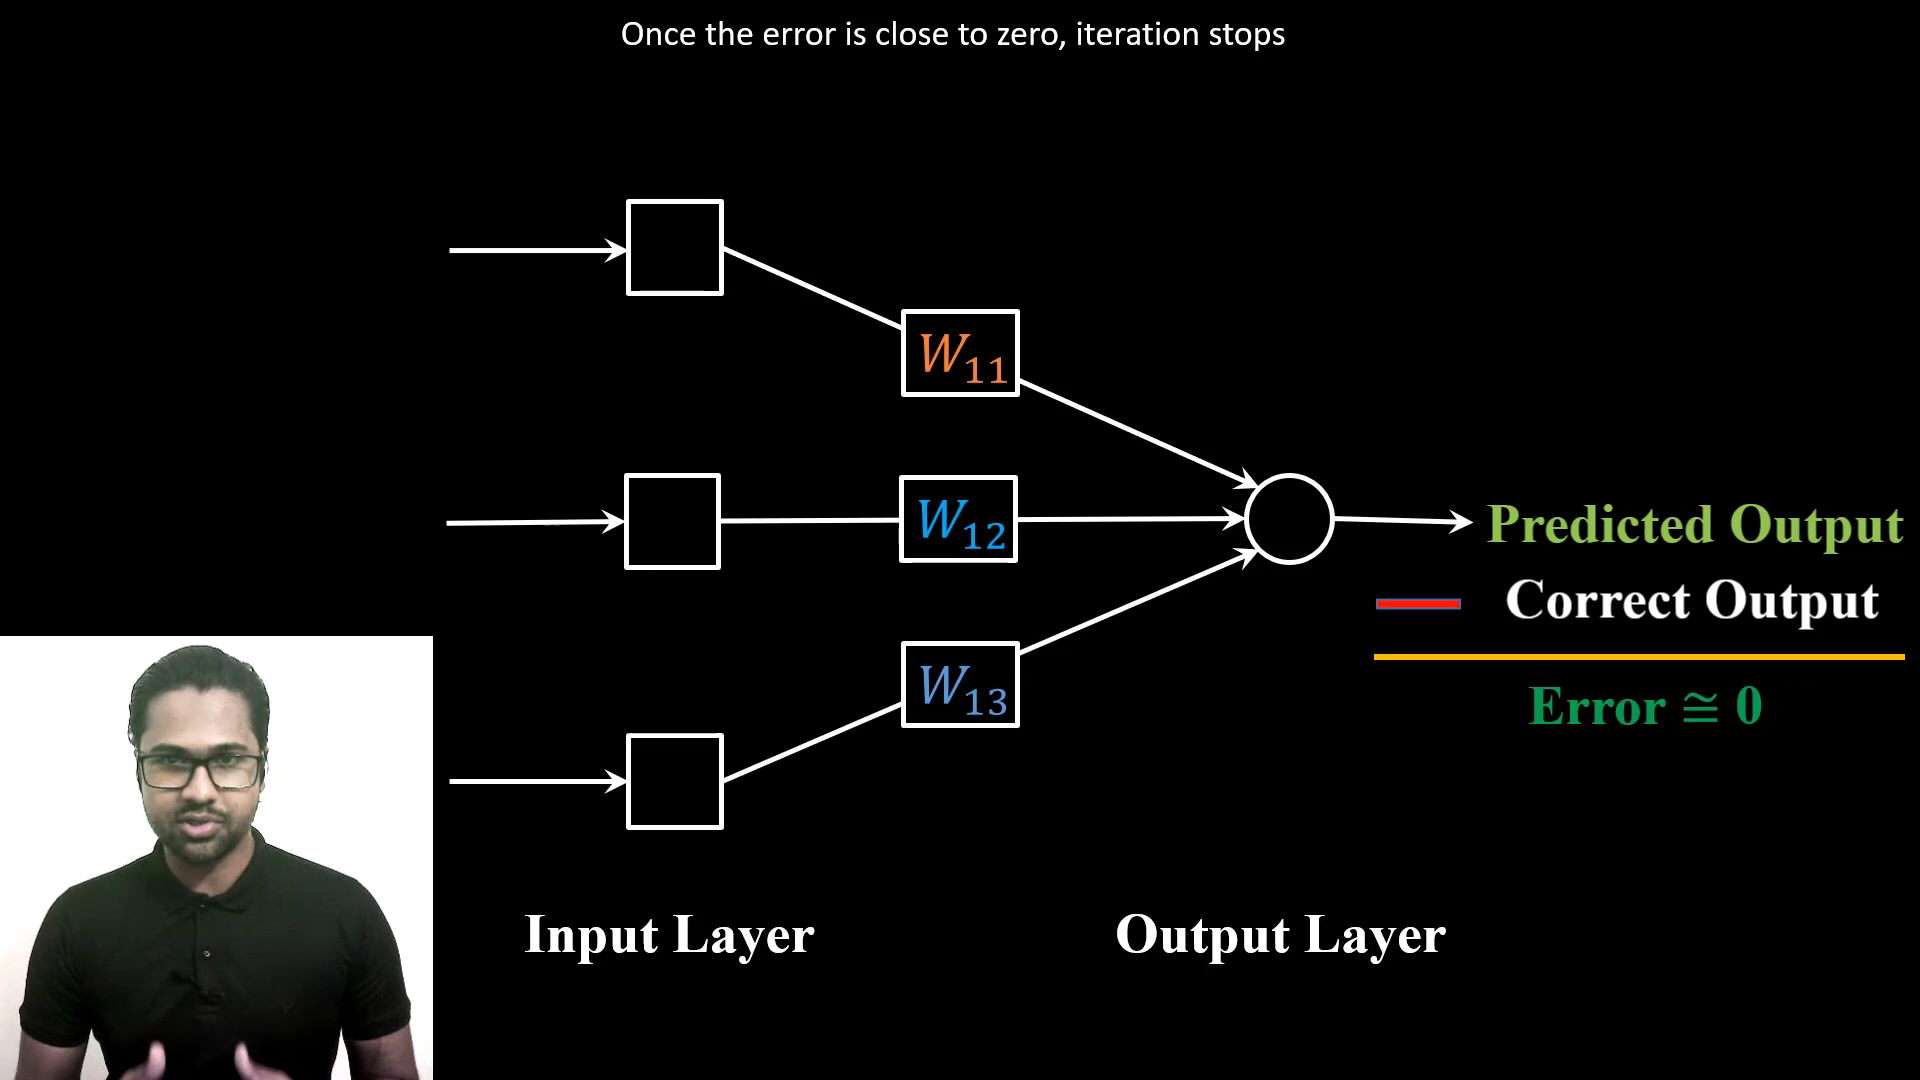 Once the error is close to zero, iteration stops
W₁₁
W₁₂
Predicted Output
Correct Output
W₁₃
Error ≅ 0
Input Layer
Output Layer